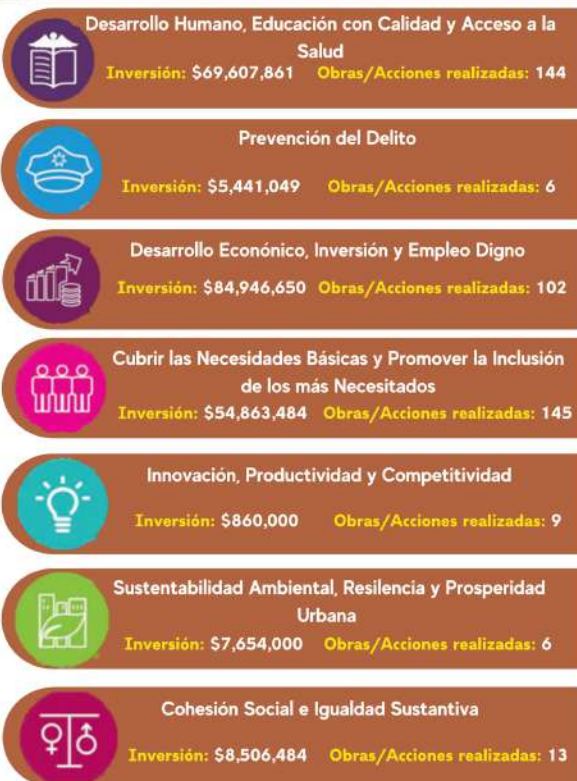 Desarrollo Humano, Educación con Calidad y Acceso a la
Salud
Inversión: $69,607,861 Obras/Acciones realizadas: 144
Prevención del Delito
Inversión: $5,441,049 Obras/Acciones realizadas: 6
Desarrollo Económico, Inversión y Empleo Digno
Inversión: $84,946,650 Obras/Acciones realizadas: 102
Cubrir las Necesidades Básicas y Promover la Inclusión
de los más Necesitados
Inversión: $54,863,484 Obras/Acciones realizadas: 145
Innovación, Productividad y Competitividad
Inversión: $860,000 Obras/Acciones realizadas: 9
Sustentabilidad Ambiental, Resilencia y Prosperidad
Urbana
Inversión: $7,654,000 Obras/Acciones realizadas: 6
Cohesión Social e Igualdad Sustantiva
Inversión: $8,506,484 Obras/Acciones realizadas: 13